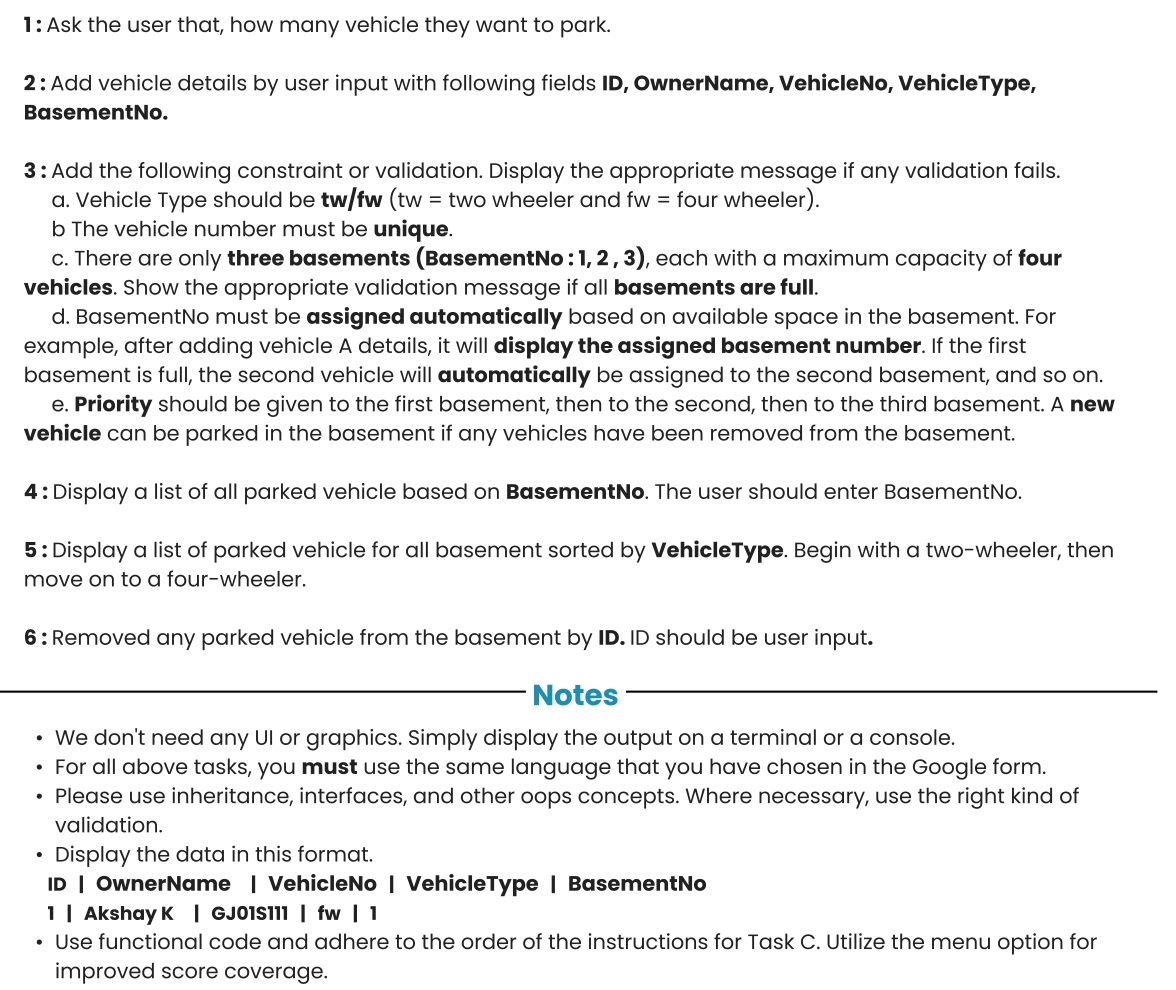 1 : Ask the user that, how many vehicle they want to park.
2 : Add vehicle details by user input with following fields ID, OwnerName, VehicleNo, VehicleType,
BasementNo.
3 : Add the following constraint or validation. Display the appropriate message if any validation fails.
a. Vehicle Type should be tw/fw (tw = two wheeler and fw = four wheeler).
b The vehicle number must be unique.
c. There are only three basements (BasementNo : 1, 2 , 3), each with a maximum capacity of four
vehicles. Show the appropriate validation message if all basements are full.
d. BasementNo must be assigned automatically based on available space in the basement. For
example, after adding vehicle A details, it will display the assigned basement number. If the first
basement is full, the second vehicle will automatically be assigned to the second basement, and so on.
e. Priority should be given to the first basement, then to the second, then to the third basement. A new
vehicle can be parked in the basement if any vehicles have been removed from the basement.
4 : Display a list of all parked vehicle based on BasementNo. The user should enter BasementNo.
5 : Display a list of parked vehicle for all basement sorted by VehicleType. Begin with a two-wheeler, then
move on to a four-wheeler.
6 : Removed any parked vehicle from the basement by ID. ID should be user input.
Notes
• We don't need any UI or graphics. Simply display the output on a terminal or a console.
• For all above tasks, you must use the same language that you have chosen in the Google form.
• Please use inheritance, interfaces, and other oops concepts. Where necessary, use the right kind of
validation.
• Display the data in this format.
ID | OwnerName | VehicleNo | VehicleType | BasementNo
1 | Akshay K | GJ01S111 | fw | 1
• Use functional code and adhere to the order of the instructions for Task C. Utilize the menu option for
improved score coverage.